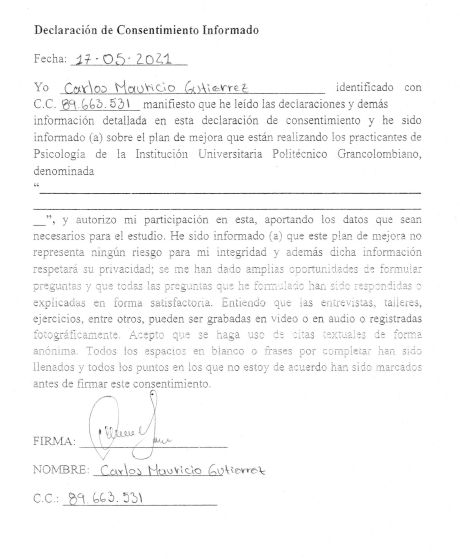 Declaración de Consentimiento Informado
Fecha: 17-05-2021
Yo Carlos Mauricio Gutierrez identificado con
C.C. 89.663.531 manifiesto que he leído las declaraciones y demás
información detallada en esta declaración de consentimiento y he sido
informado (a) sobre el plan de mejora que están realizando los practicantes de
Psicología de la Institución Universitaria Politécnico Grancolombiano,
denominada
“
”, y autorizo mi participación en esta, aportando los datos que sean
necesarios para el estudio. He sido informado (a) que este plan de mejora no
representa ningún riesgo para mi integridad y además dicha información
respetará su privacidad; se me han dado amplias oportunidades de formular
preguntas y que todas las preguntas que he formulado han sido respondidas o
explicadas en forma satisfactoria. Entiendo que las entrevistas, talleres,
ejercicios, entre otros, pueden ser grabadas en video o en audio o registradas
fotográficamente. Acepto que se haga uso de citas textuales de forma
anónima. Todos los espacios en blanco o frases por completar han sido
llenados y todos los puntos en los que no estoy de acuerdo han sido marcados
antes de firmar este consentimiento.
FIRMA:
NOMBRE: Carlos Mauricio Gutierrez
C.C.: 89.663.531